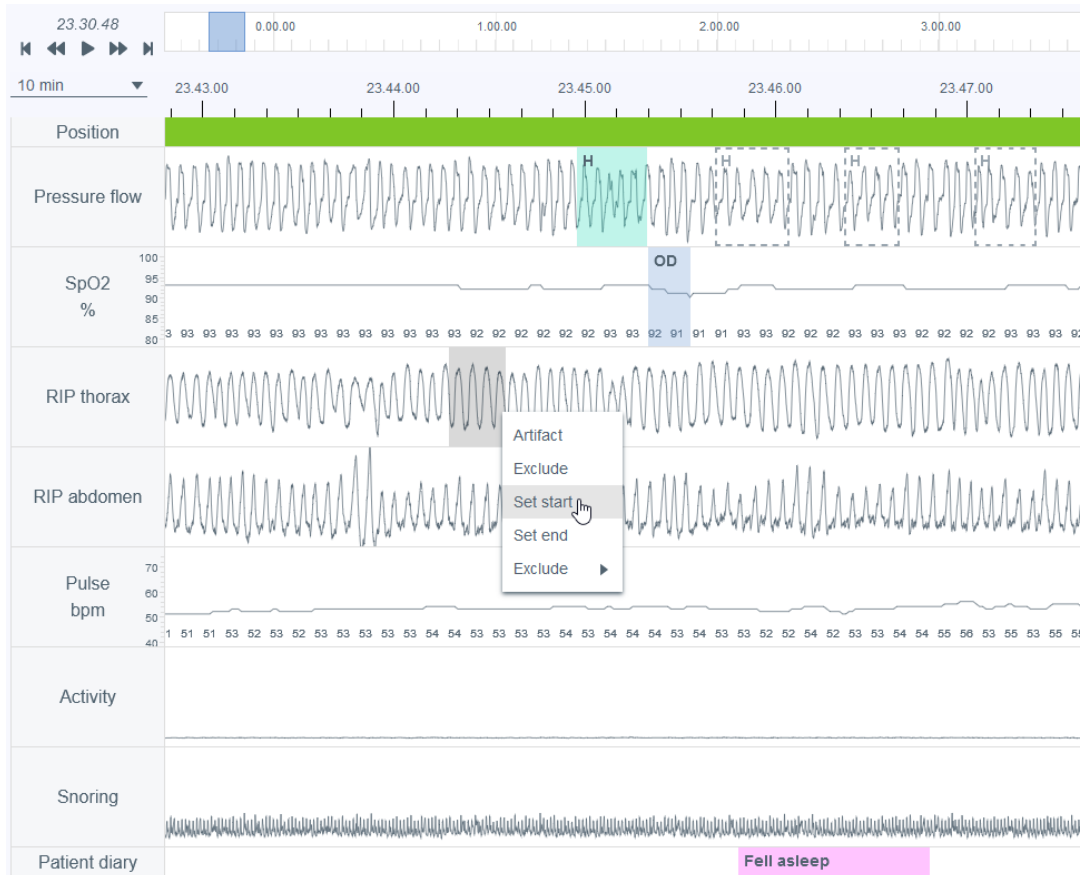 23.30.48
0.00.00 1.00.00 2.00.00 3.00.00
10 min
23.43.00 23.44.00 23.45.00 23.46.00 23.47.00
Position
Pressure flow
H H H H
SpO2
%
100
95
90
85
80
OD
3 93 93 93 93 93 93 93 93 93 93 93 93 93 92 92 92 92 92 93 93 92 91 91 91 93 93 92 92 92 93 93 92 92 92 92 92 93 93 93 92
RIP thorax
Artifact
Exclude
Set start
Set end
Exclude
RIP abdomen
Pulse
bpm
70
60
50
40
1 51 51 53 52 53 52 53 53 53 53 53 54 54 53 53 53 53 54 53 54 54 54 53 54 53 53 52 52 54 52 53 53 54 54 55 56 53 55 53 55
Activity
Snoring
Patient diary
Fell asleep